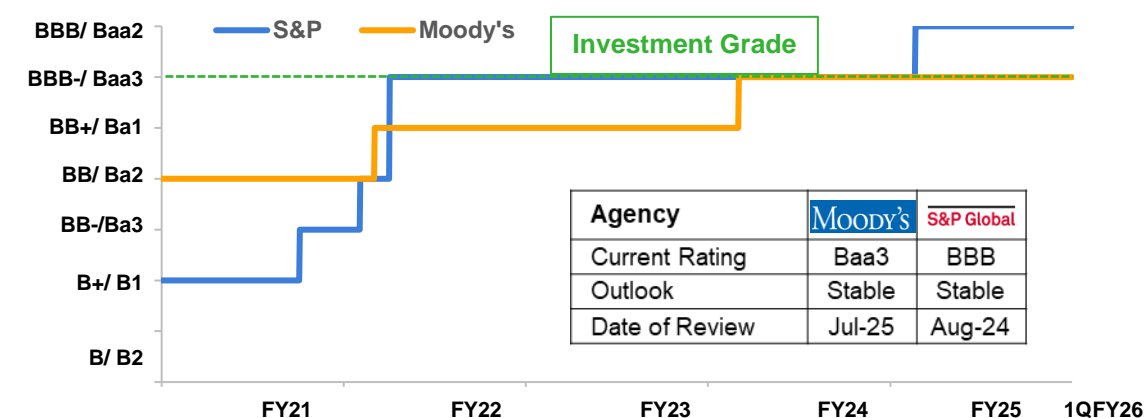 S&P Moody's
Investment Grade
BBB/ Baa2
BBB-/ Baa3
BB+/ Ba1
BB/ Ba2
BB-/Ba3
B+/ B1
B/ B2
Agency MOODY'S S&P Global
Current Rating Baa3 BBB
Outlook Stable Stable
Date of Review Jul-25 Aug-24
FY21 FY22 FY23 FY24 FY25 1QFY26